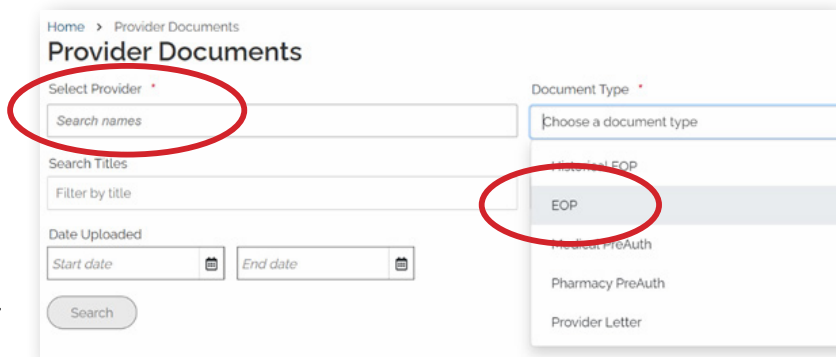 Home > Provider Documents
Provider Documents
Select Provider *
Search names
Document Type *
Choose a document type
Search Titles
Filter by title
Historical EOP
EOP
Medical PreAuth
Pharmacy PreAuth
Provider Letter
Date Uploaded
Start date
End date
Search